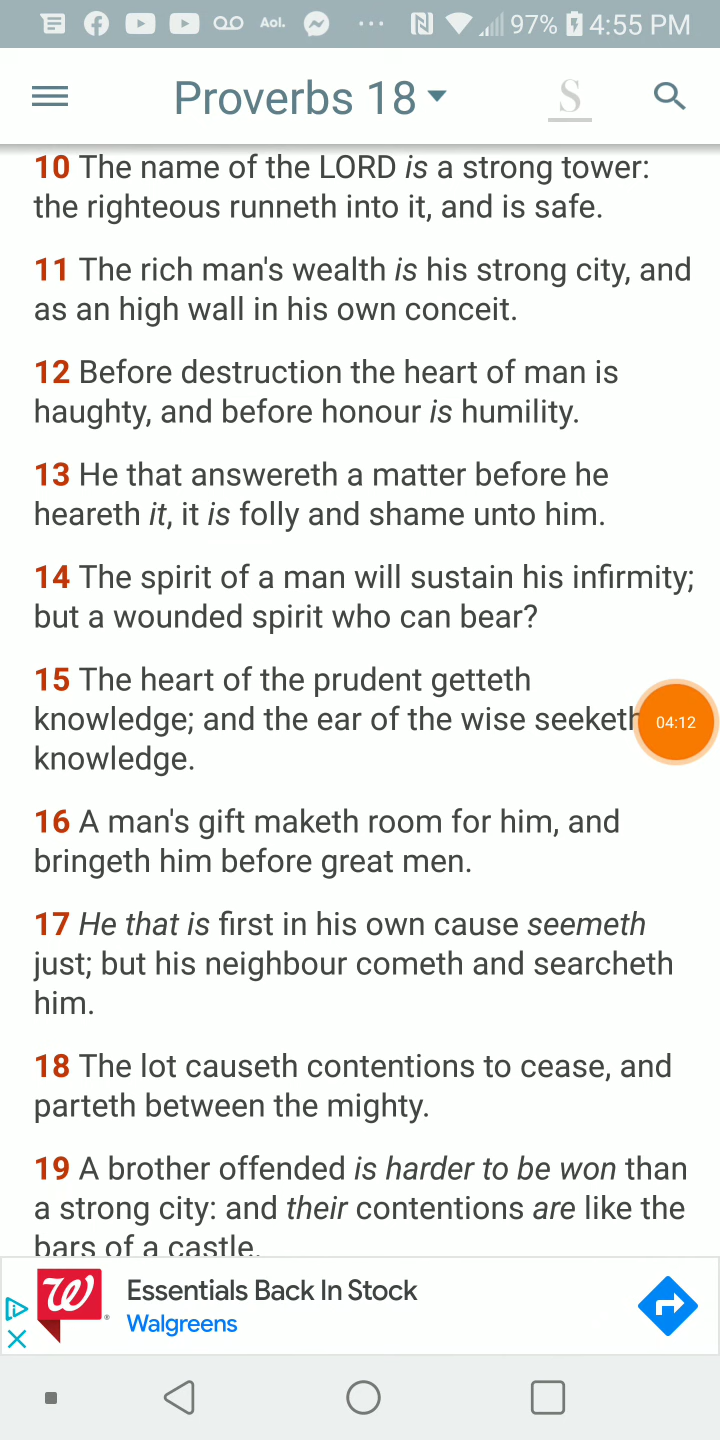 Aol. ... 97% 4:55 PM
Proverbs 18 S
10 The name of the LORD is a strong tower:
the righteous runneth into it, and is safe.
11 The rich man's wealth is his strong city, and
as an high wall in his own conceit.
12 Before destruction the heart of man is
haughty, and before honour is humility.
13 He that answereth a matter before he
heareth it, it is folly and shame unto him.
14 The spirit of a man will sustain his infirmity;
but a wounded spirit who can bear?
15 The heart of the prudent getteth
knowledge; and the ear of the wise seeketh
04:12
knowledge.
16 A man's gift maketh room for him, and
bringeth him before great men.
17 He that is first in his own cause seemeth
just; but his neighbour cometh and searcheth
him.
18 The lot causeth contentions to cease, and
parteth between the mighty.
19 A brother offended is harder to be won than
a strong city: and their contentions are like the
bars of a castle.
W Essentials Back In Stock
Walgreens